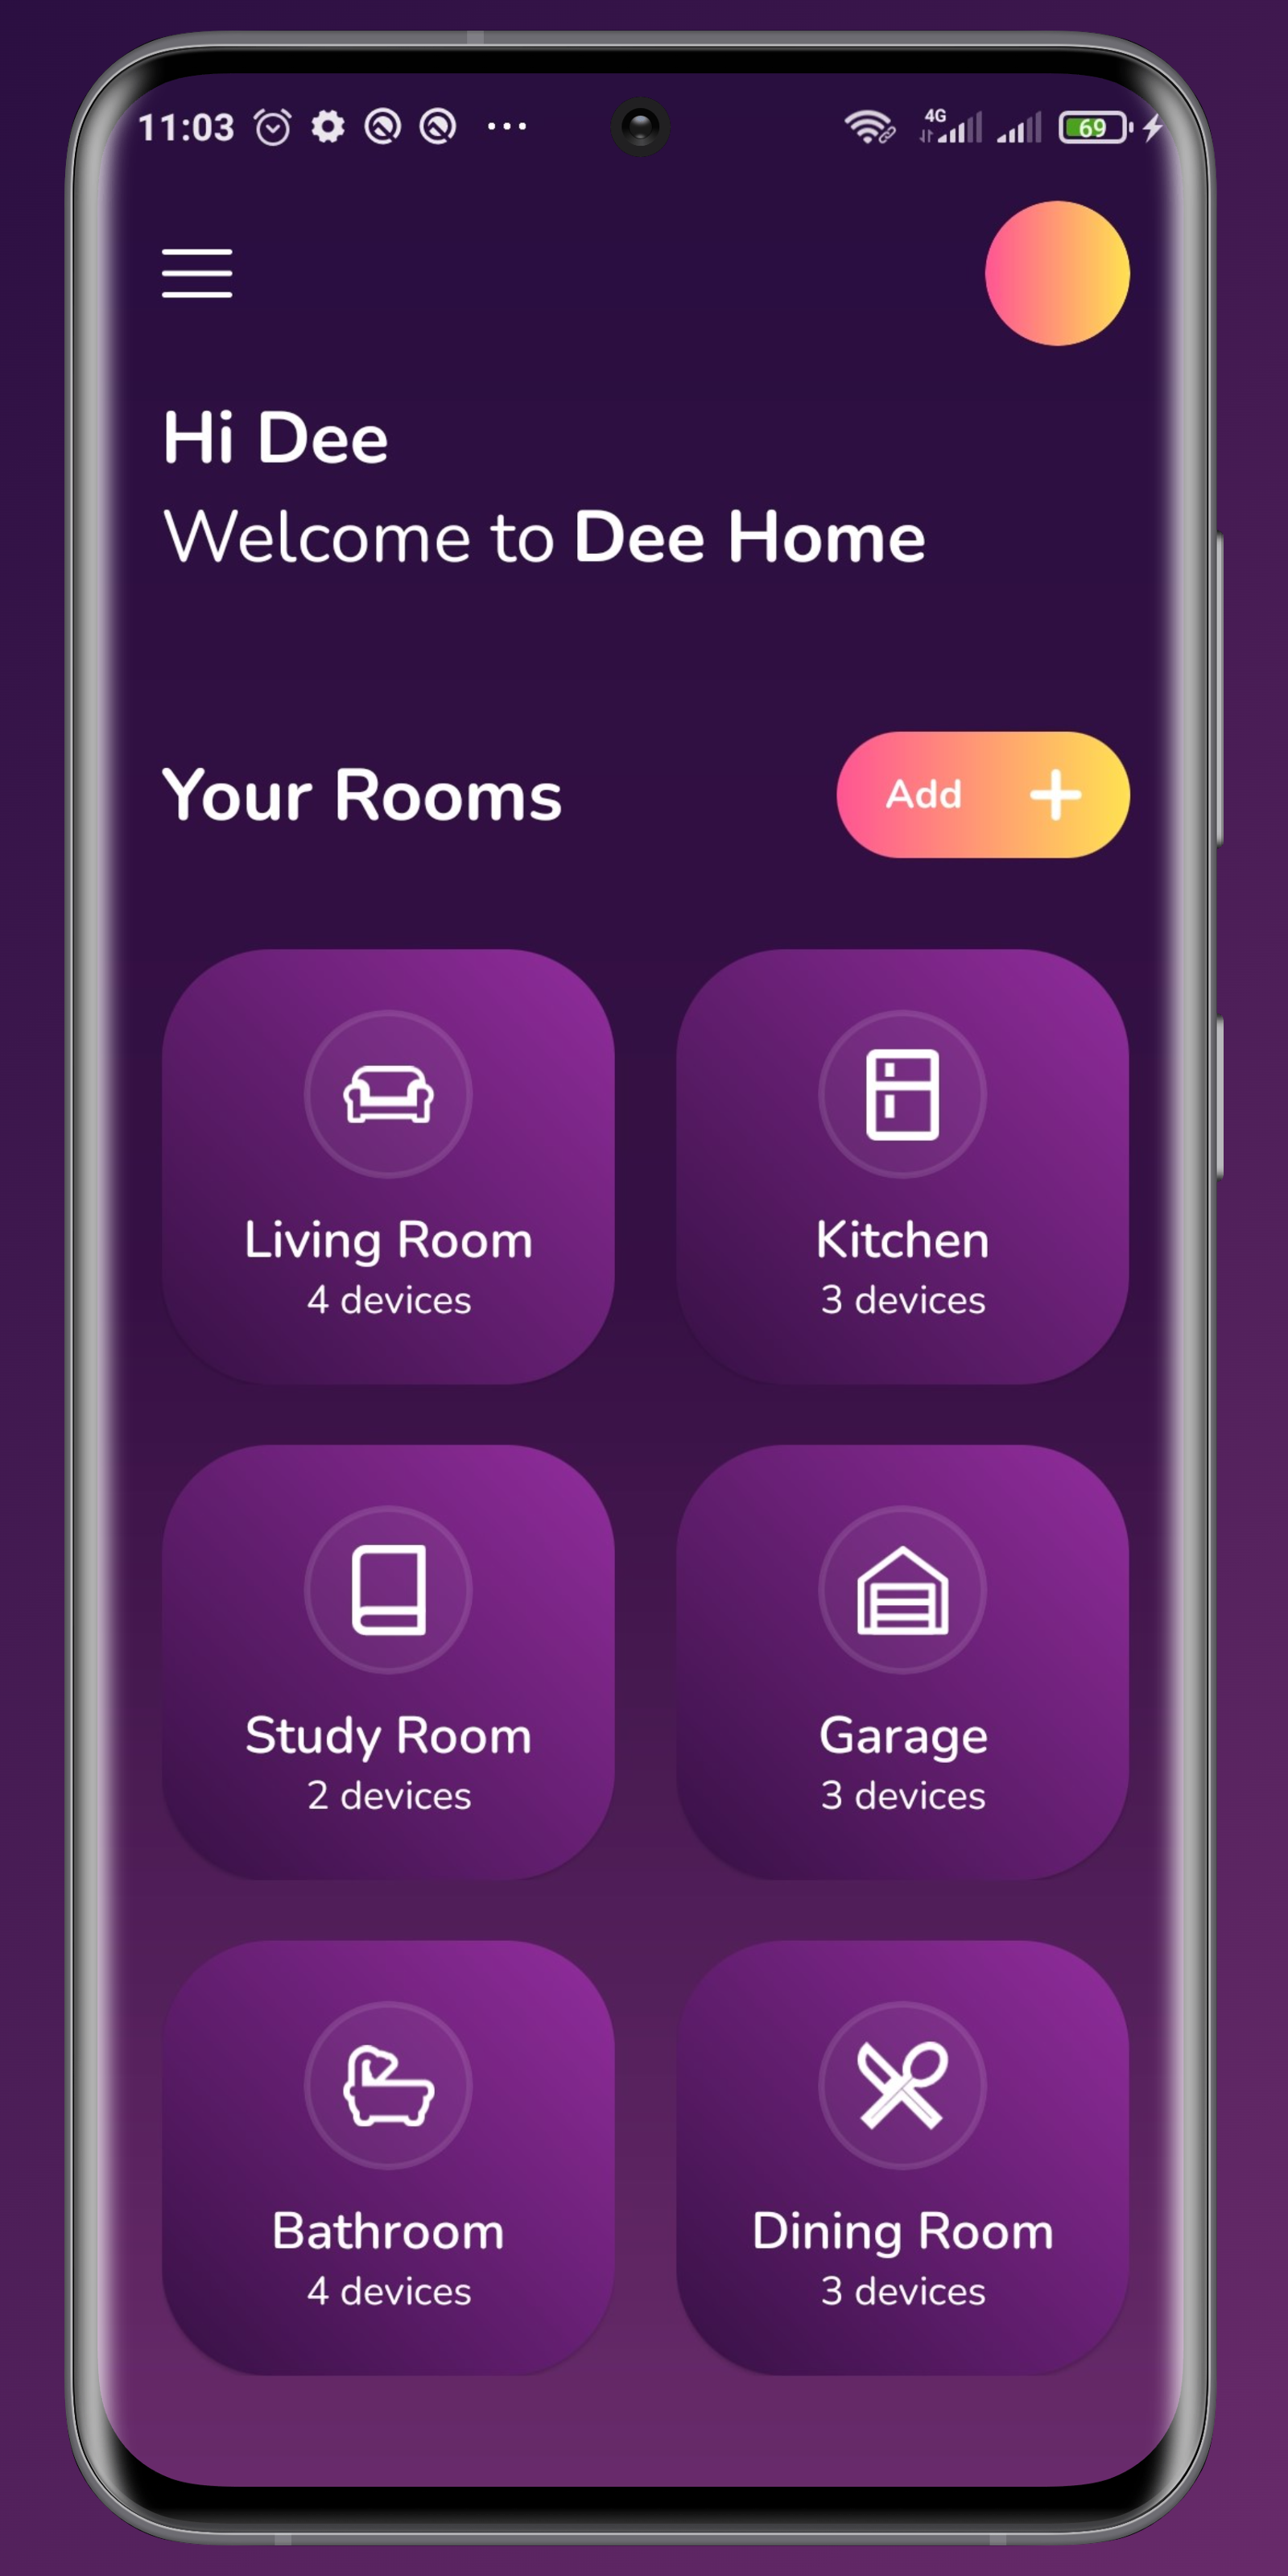 11:03 4G 69
Hi Dee
Welcome to Dee Home
Your Rooms
Add
Living Room
4 devices
Kitchen
3 devices
Study Room
2 devices
Garage
3 devices
Bathroom
4 devices
Dining Room
3 devices